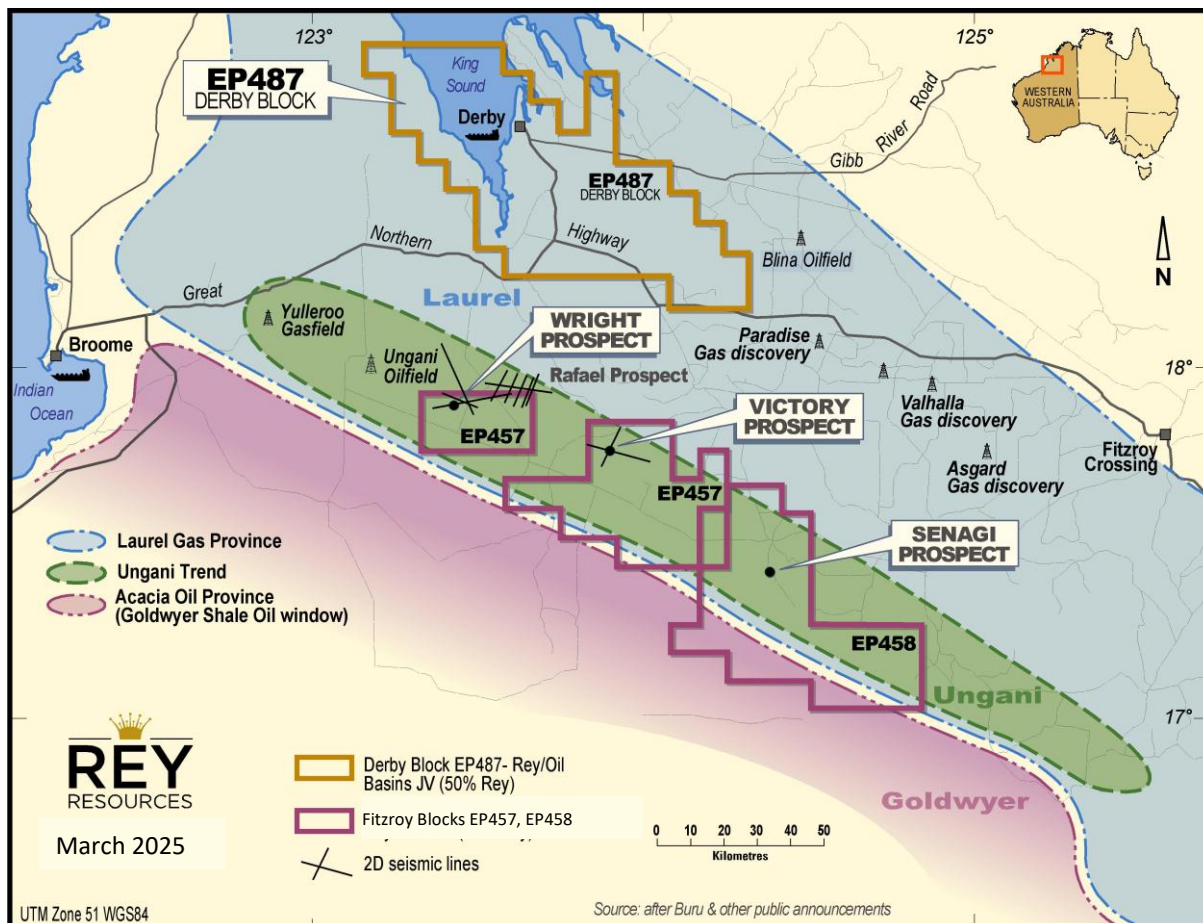 123°
125°
King
Sound
EP487
DERBY BLOCK
Derby
WESTERN
AUSTRALIA
Gibb River Road
EP487
DERBY BLOCK
N
Great Northern Highway
Blina Oilfield
Laurel
Yulleroo
Gasfield
WRIGHT
PROSPECT
Paradise
Gas discovery
Broome
Ungani
Oilfield
Rafael Prospect
18°
Indian
Ocean
VICTORY
PROSPECT
Valhalla
Gas discovery
EP457
Fitzroy
Crossing
Asgard
Gas discovery
EP457
SENAGI
PROSPECT
Laurel Gas Province
Ungani Trend
Acacia Oil Province
(Goldwyer Shale Oil window)
EP458
Ungani
17°
REY
RESOURCES
March 2025
Derby Block EP487- Rey/Oil
Basins JV (50% Rey)
Goldwyer
Fitzroy Blocks EP457, EP458
2D seismic lines
0 10 20 30 40 50
Kilometres
UTM Zone 51 WGS84
Source: after Buru & other public announcements